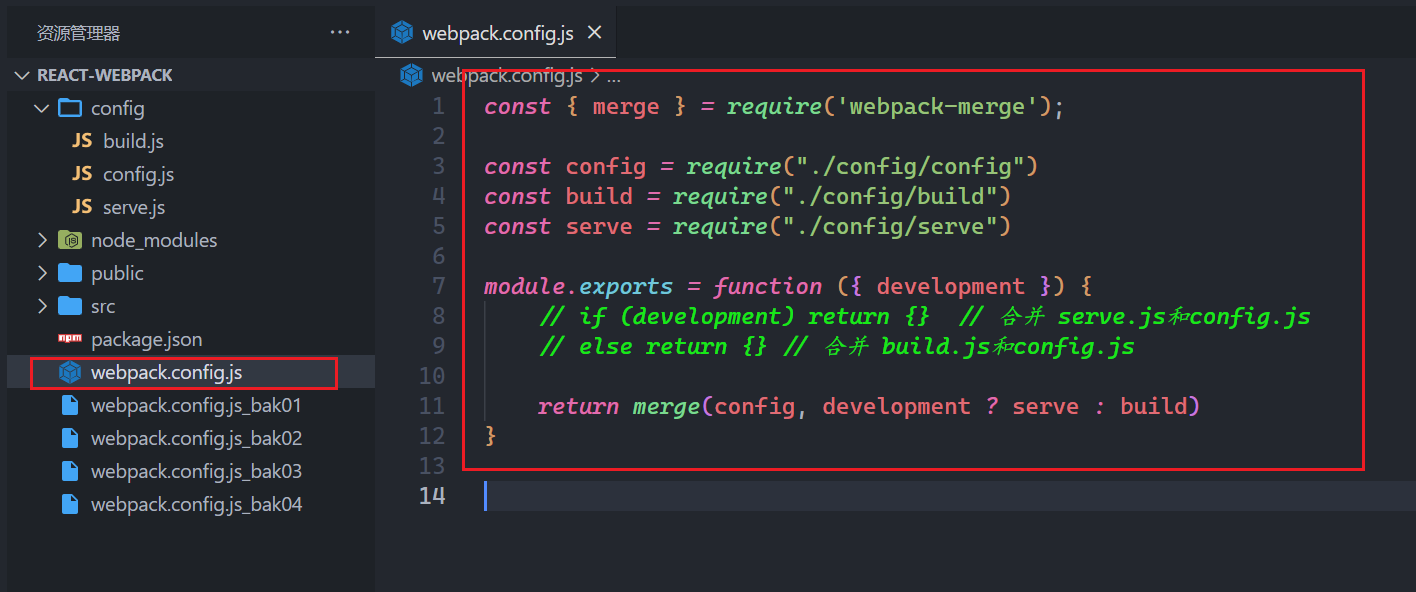 资源管理器 ···
REACT-WEBPACK
config
JS build.js
JS config.js
JS serve.js
node_modules
public
src
npm package.json
webpack.config.js
webpack.config.js_bak01
webpack.config.js_bak02
webpack.config.js_bak03
webpack.config.js_bak04
webpack.config.js ×
webpack.config.js > ...
1 const { merge } = require('webpack-merge');
2
3 const config = require("./config/config")
4 const build = require("./config/build")
5 const serve = require("./config/serve")
6
7 module.exports = function ({ development }) {
8 // if (development) return {} // 合并 serve.js和config.js
9 // else return {} // 合并 build.js和config.js
10
11 return merge(config, development ? serve : build)
12 }
13
14